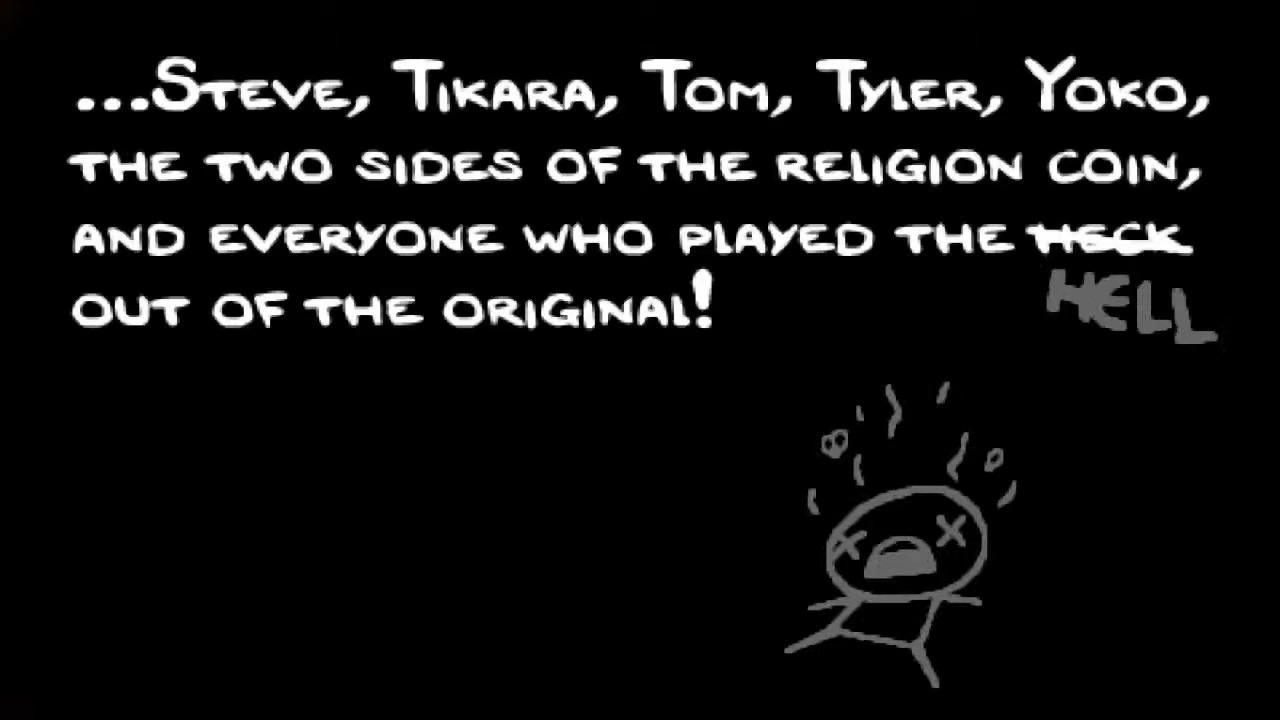 ...Steve, Tikara, Tom, Tyler, Yoko,
the two sides of the religion coin,
and everyone who played the heck
HELL
out of the original!